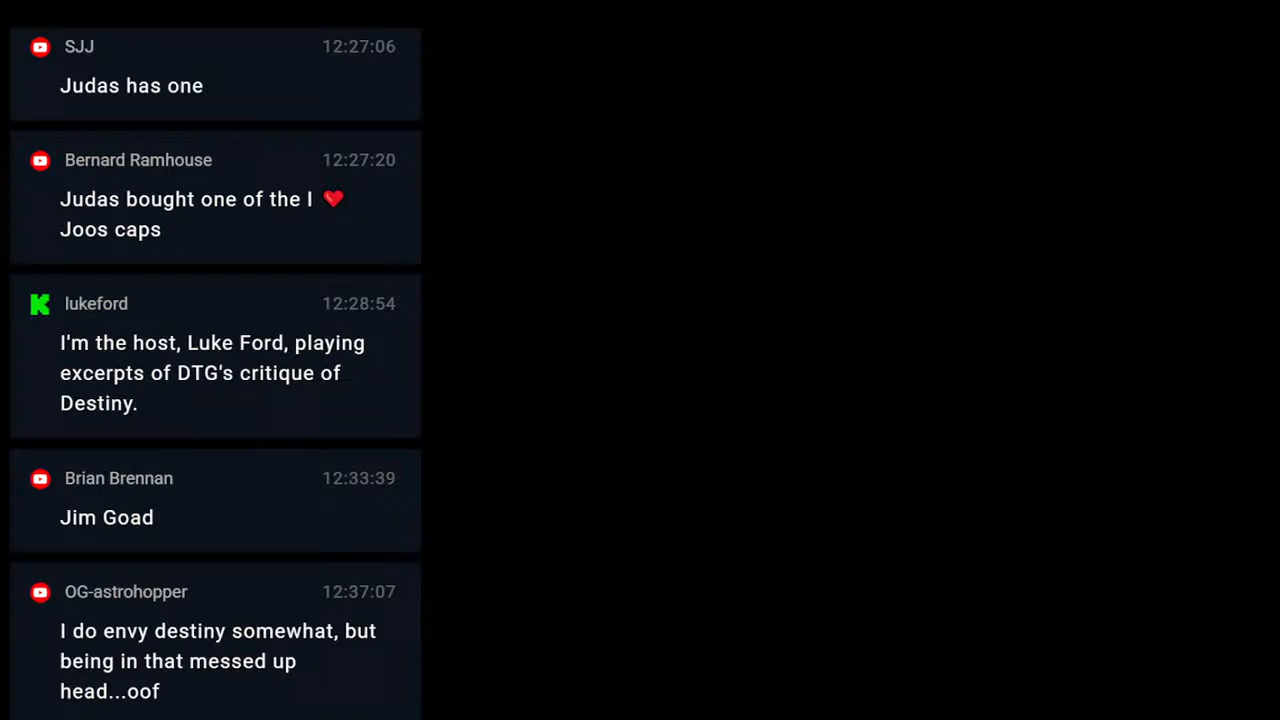 SJJ 12:27:06
Judas has one
Bernard Ramhouse 12:27:20
Judas bought one of the I ❤️
Joos caps
lukeford 12:28:54
I'm the host, Luke Ford, playing
excerpts of DTG's critique of
Destiny.
Brian Brennan 12:33:39
Jim Goad
OG-astrohopper 12:37:07
I do envy destiny somewhat, but
being in that messed up
head...oof